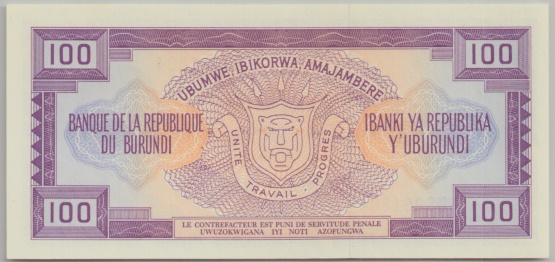 100
100
UBUMWE, IBIKORWA, AMAJAMBERE
BANQUE DE LA REPUBLIQUE
DU BURUNDI
IBANKI YA REPUBLIKA
Y'UBURUNDI
UNITE TRAVAIL - PROGRES
100
100
LE CONTREFACTEUR EST PUNI DE SERVITUDE PENALE
UWUZOKWIGANA IYI NOTI AZOFUNGWA